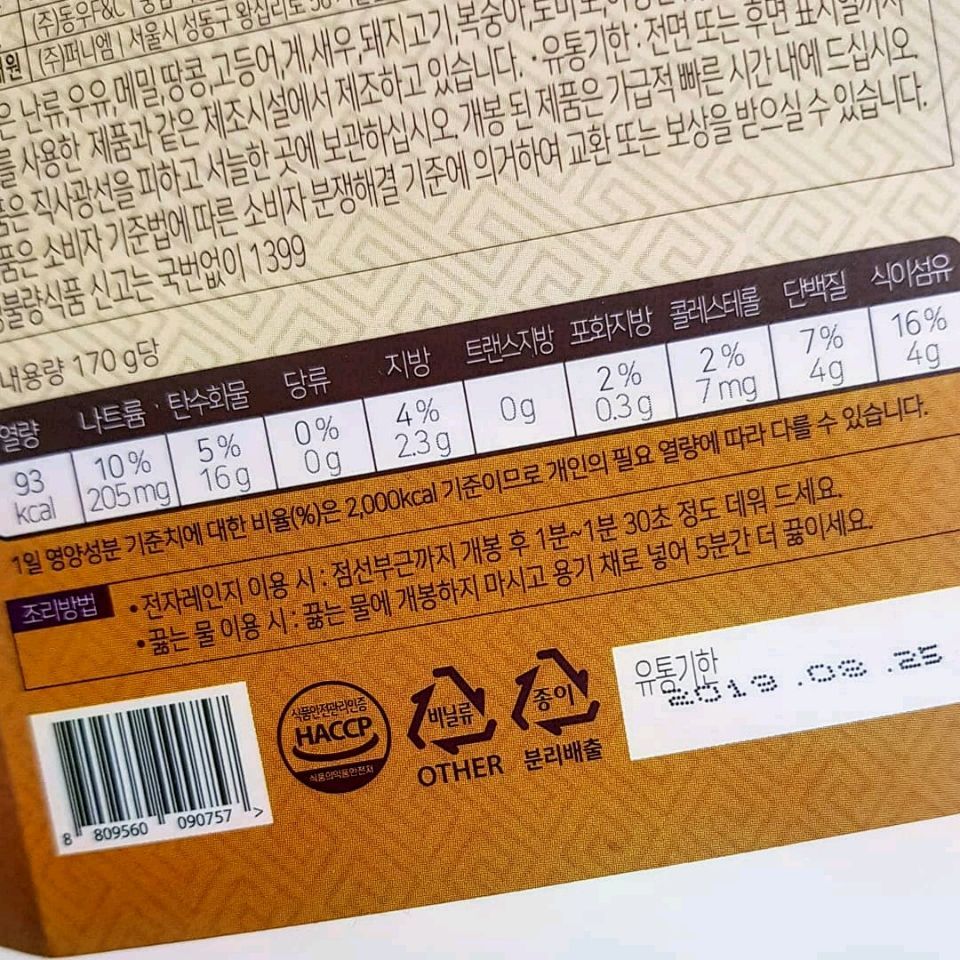 원 (주)동우F&C
(주)퍼니엠 서울시 성동구 왕십리로
은 난류,우유,메밀,땅콩,고등어,게,새우,돼지고기,복숭아,토마토,
를 사용한 제품과 같은 제조시설에서 제조하고 있습니다. ·유통기한 : 전면 또는 후면 표시일까지
품은 직사광선을 피하고 서늘한 곳에 보관하십시오. 개봉 된 제품은 가급적 빠른 시간 내에 드십시오.
품은 소비자기준법에 따른 소비자 분쟁해결 기준에 의거하여 교환 또는 보상을 받으실 수 있습니다.
불량식품 신고는 국번없이 1399
내용량 170 g당
열량 나트륨 탄수화물 당류 지방 트랜스지방 포화지방 콜레스테롤 단백질 식이섬유
93 10% 5% 0% 4% 0g 2% 2% 7% 16%
kcal 205mg 16g 0g 2.3g 0.3g 7mg 4g 4g
1일 영양성분 기준치에 대한 비율(%)은 2,000kcal 기준이므로 개인의 필요 열량에 따라 다를 수 있습니다.
조리방법
• 전자레인지 이용 시 : 점선부근까지 개봉 후 1분~1분 30초 정도 데워 드세요.
• 끓는 물 이용 시 : 끓는 물에 개봉하지 마시고 용기 채로 넣어 5분간 더 끓이세요.
식품안전관리인증
HACCP
식품의약품안전처
비닐류
OTHER
종이
분리배출
유통기한
2019.08.25
8 809560 090757 >